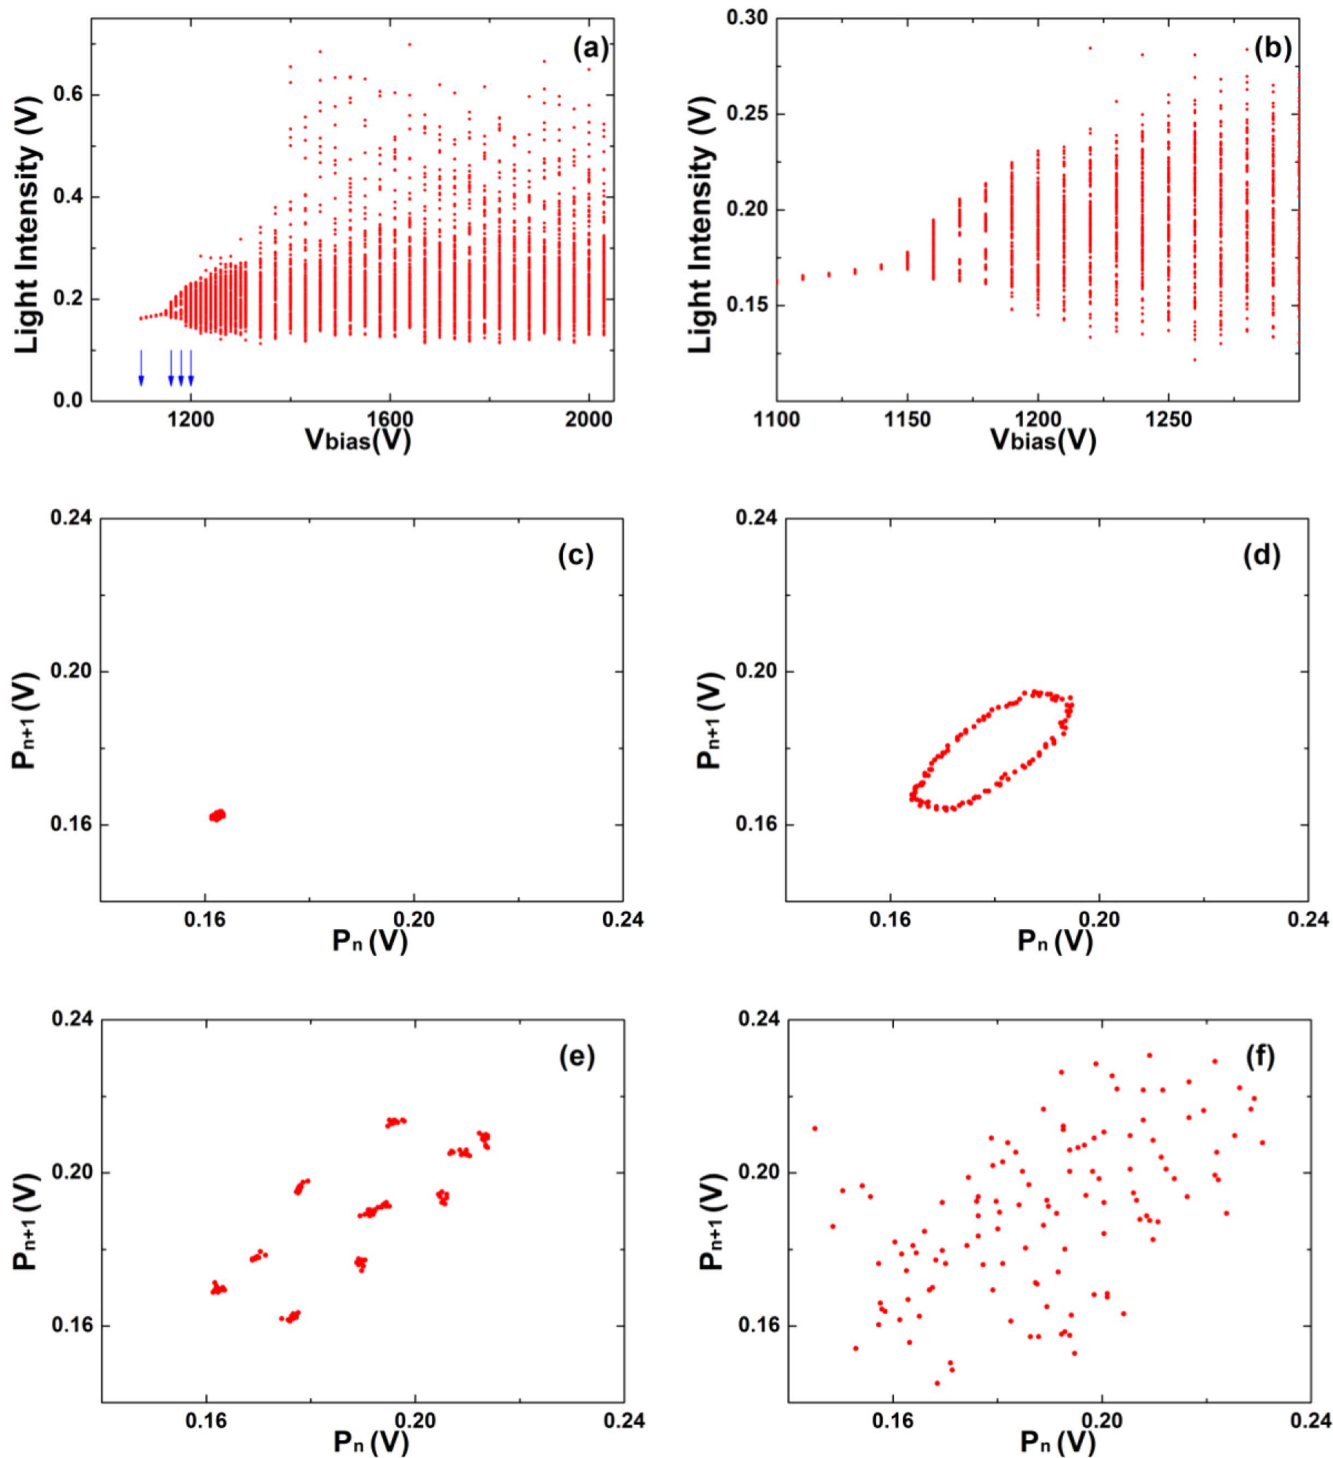 (a)
Light Intensity (V)
0.6
0.4
0.2
0.0
1200 1600 2000
Vbias(V)
(b)
Light Intensity (V)
0.30
0.25
0.20
0.15
1100 1150 1200 1250
Vbias(V)
(c)
Pn+1 (V)
0.24
0.20
0.16
0.16 0.20 0.24
Pn (V)
(d)
Pn+1 (V)
0.24
0.20
0.16
0.16 0.20 0.24
Pn (V)
(e)
Pn+1 (V)
0.24
0.20
0.16
0.16 0.20 0.24
Pn (V)
(f)
Pn+1 (V)
0.24
0.20
0.16
0.16 0.20 0.24
Pn (V)